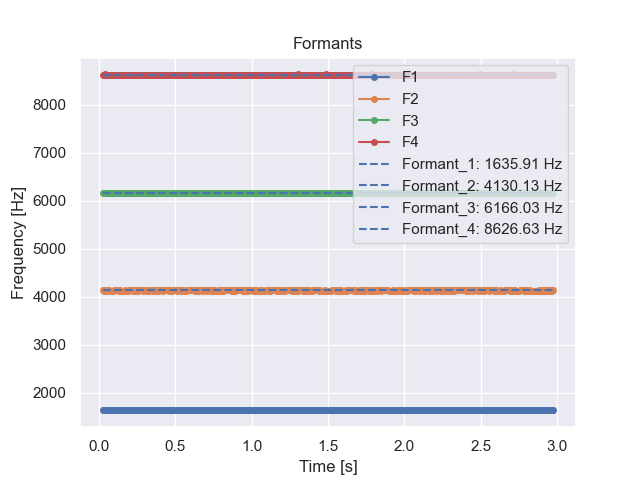 Formants
8000
7000
6000
5000
4000
3000
2000
Frequency [Hz]
F1
F2
F3
F4
Formant_1: 1635.91 Hz
Formant_2: 4130.13 Hz
Formant_3: 6166.03 Hz
Formant_4: 8626.63 Hz
0.0 0.5 1.0 1.5 2.0 2.5 3.0
Time [s]